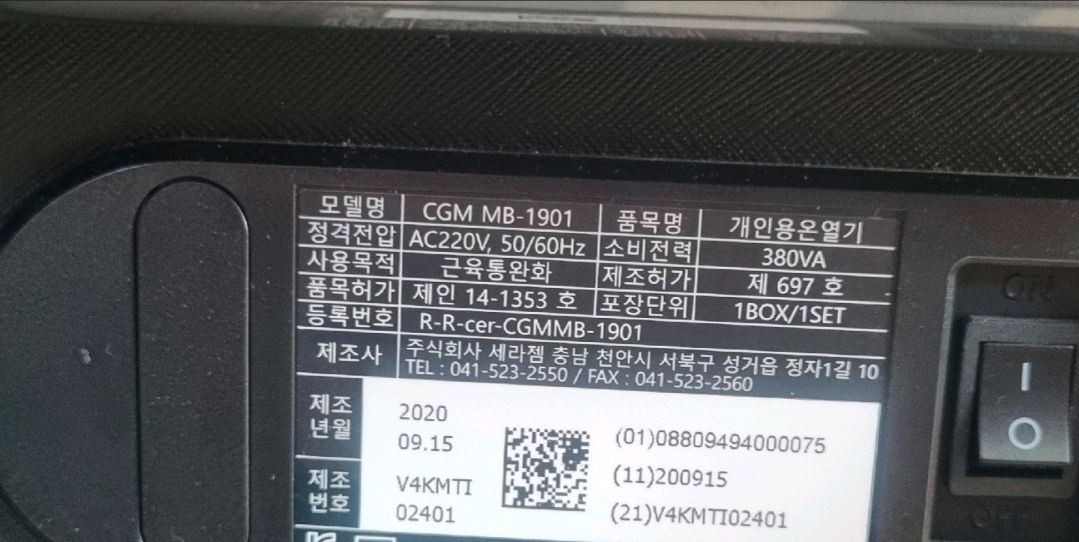 모델명 CGM MB-1901 품목명 개인용온열기
정격전압 AC220V, 50/60Hz 소비전력 380VA
사용목적 근육통완화 제조허가 제 697 호
품목허가 제인 14-1353 호 포장단위 1BOX/1SET
등록번호 R-R-cer-CGMMB-1901
제조사 주식회사 세라젬 충남 천안시 서북구 성거읍 정자1길 10
TEL : 041-523-2550 / FAX : 041-523-2560
제조
년월
2020
09.15
제조
번호
V4KMTI
02401
(01)08809494000075
(11)200915
(21)V4KMTI02401
ON
I
O
OFF